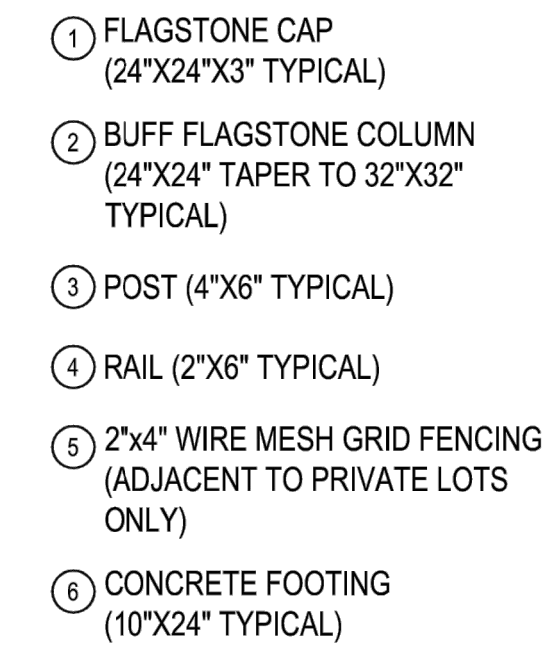 1 FLAGSTONE CAP
(24"X24"X3" TYPICAL)
2 BUFF FLAGSTONE COLUMN
(24"X24" TAPER TO 32"X32"
TYPICAL)
3 POST (4"X6" TYPICAL)
4 RAIL (2"X6" TYPICAL)
5 2"x4" WIRE MESH GRID FENCING
(ADJACENT TO PRIVATE LOTS
ONLY)
6 CONCRETE FOOTING
(10"X24" TYPICAL)